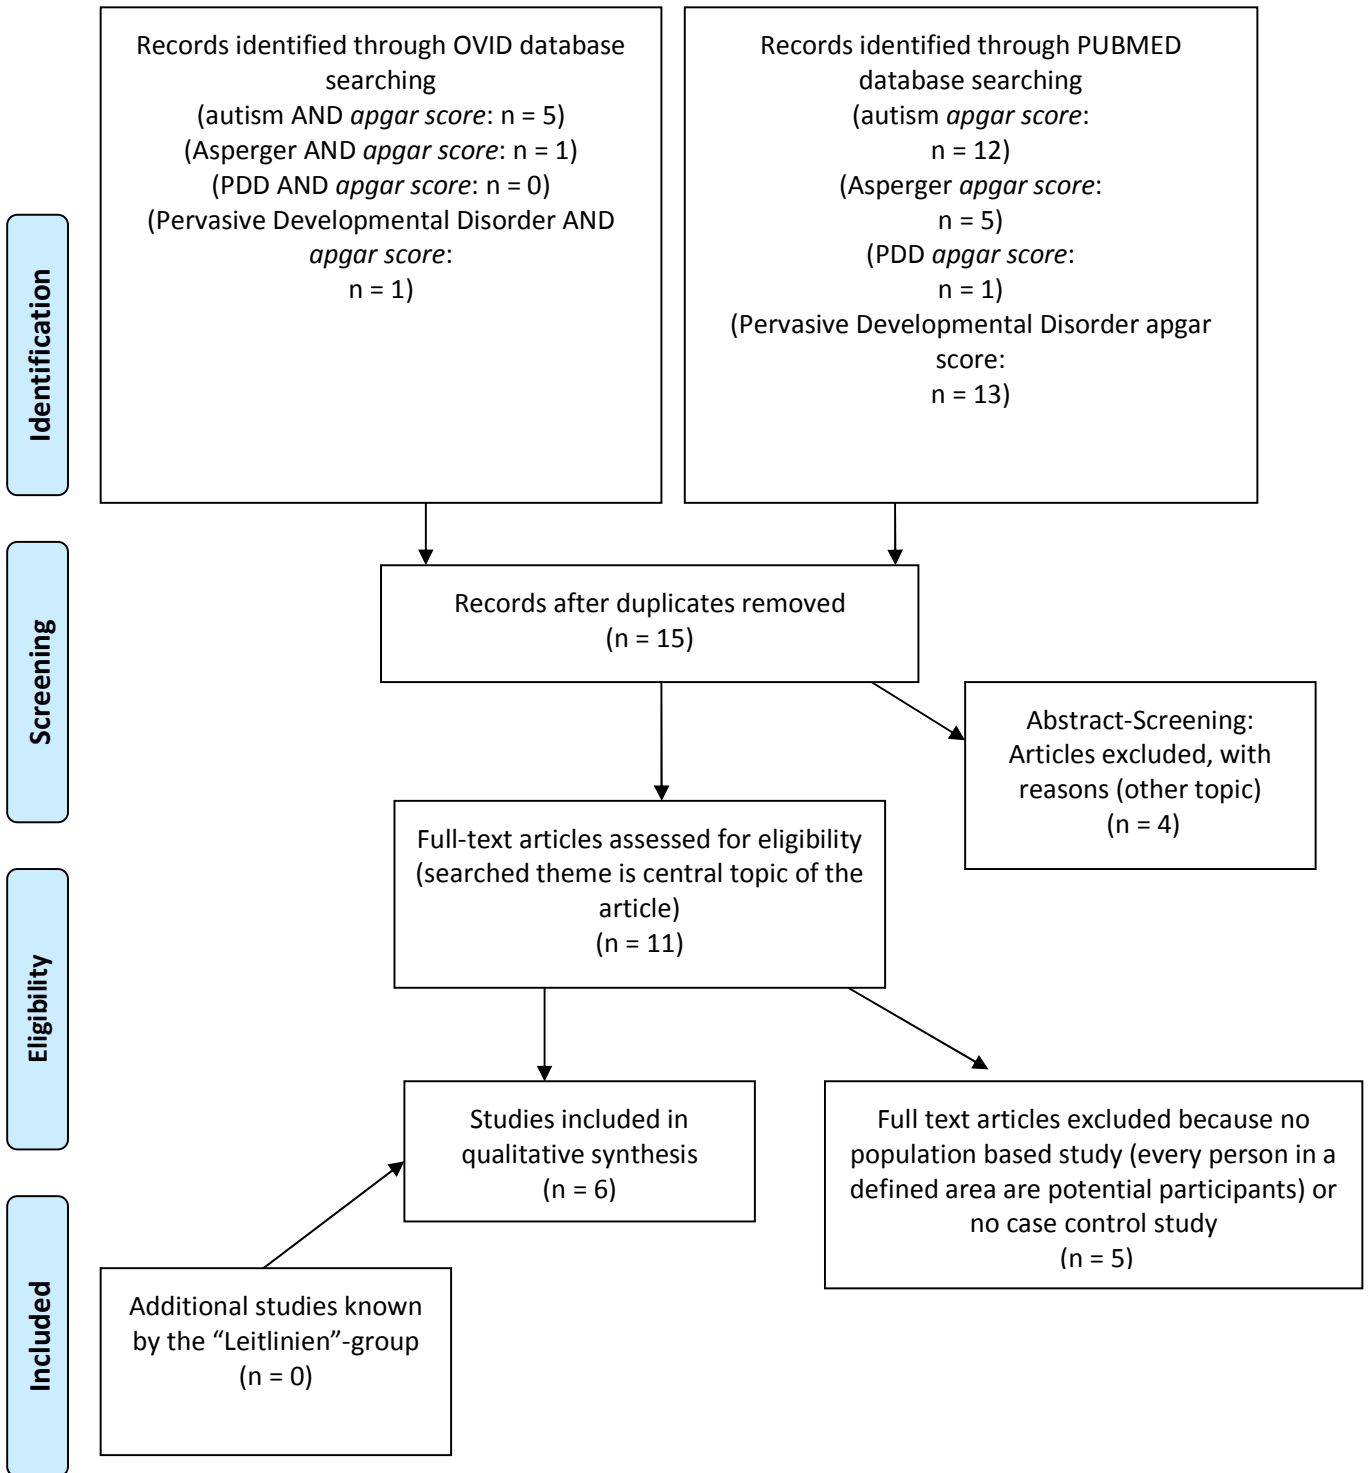 Records identified through OVID database
searching
(autism AND apgar score: n = 5)
(Asperger AND apgar score: n = 1)
(PDD AND apgar score: n = 0)
(Pervasive Developmental Disorder AND
apgar score:
n = 1)
Records identified through PUBMED
database searching
(autism apgar score:
n = 12)
(Asperger apgar score:
n = 5)
(PDD apgar score:
n = 1)
(Pervasive Developmental Disorder apgar
score:
n = 13)
Identification
Records after duplicates removed
(n = 15)
Screening
Abstract-Screening:
Articles excluded, with
reasons (other topic)
(n = 4)
Full-text articles assessed for eligibility
(searched theme is central topic of the
article)
(n = 11)
Eligibility
Studies included in
qualitative synthesis
(n = 6)
Full text articles excluded because no
population based study (every person in a
defined area are potential participants) or
no case control study
(n = 5)
Included
Additional studies known
by the “Leitlinien”-group
(n = 0)